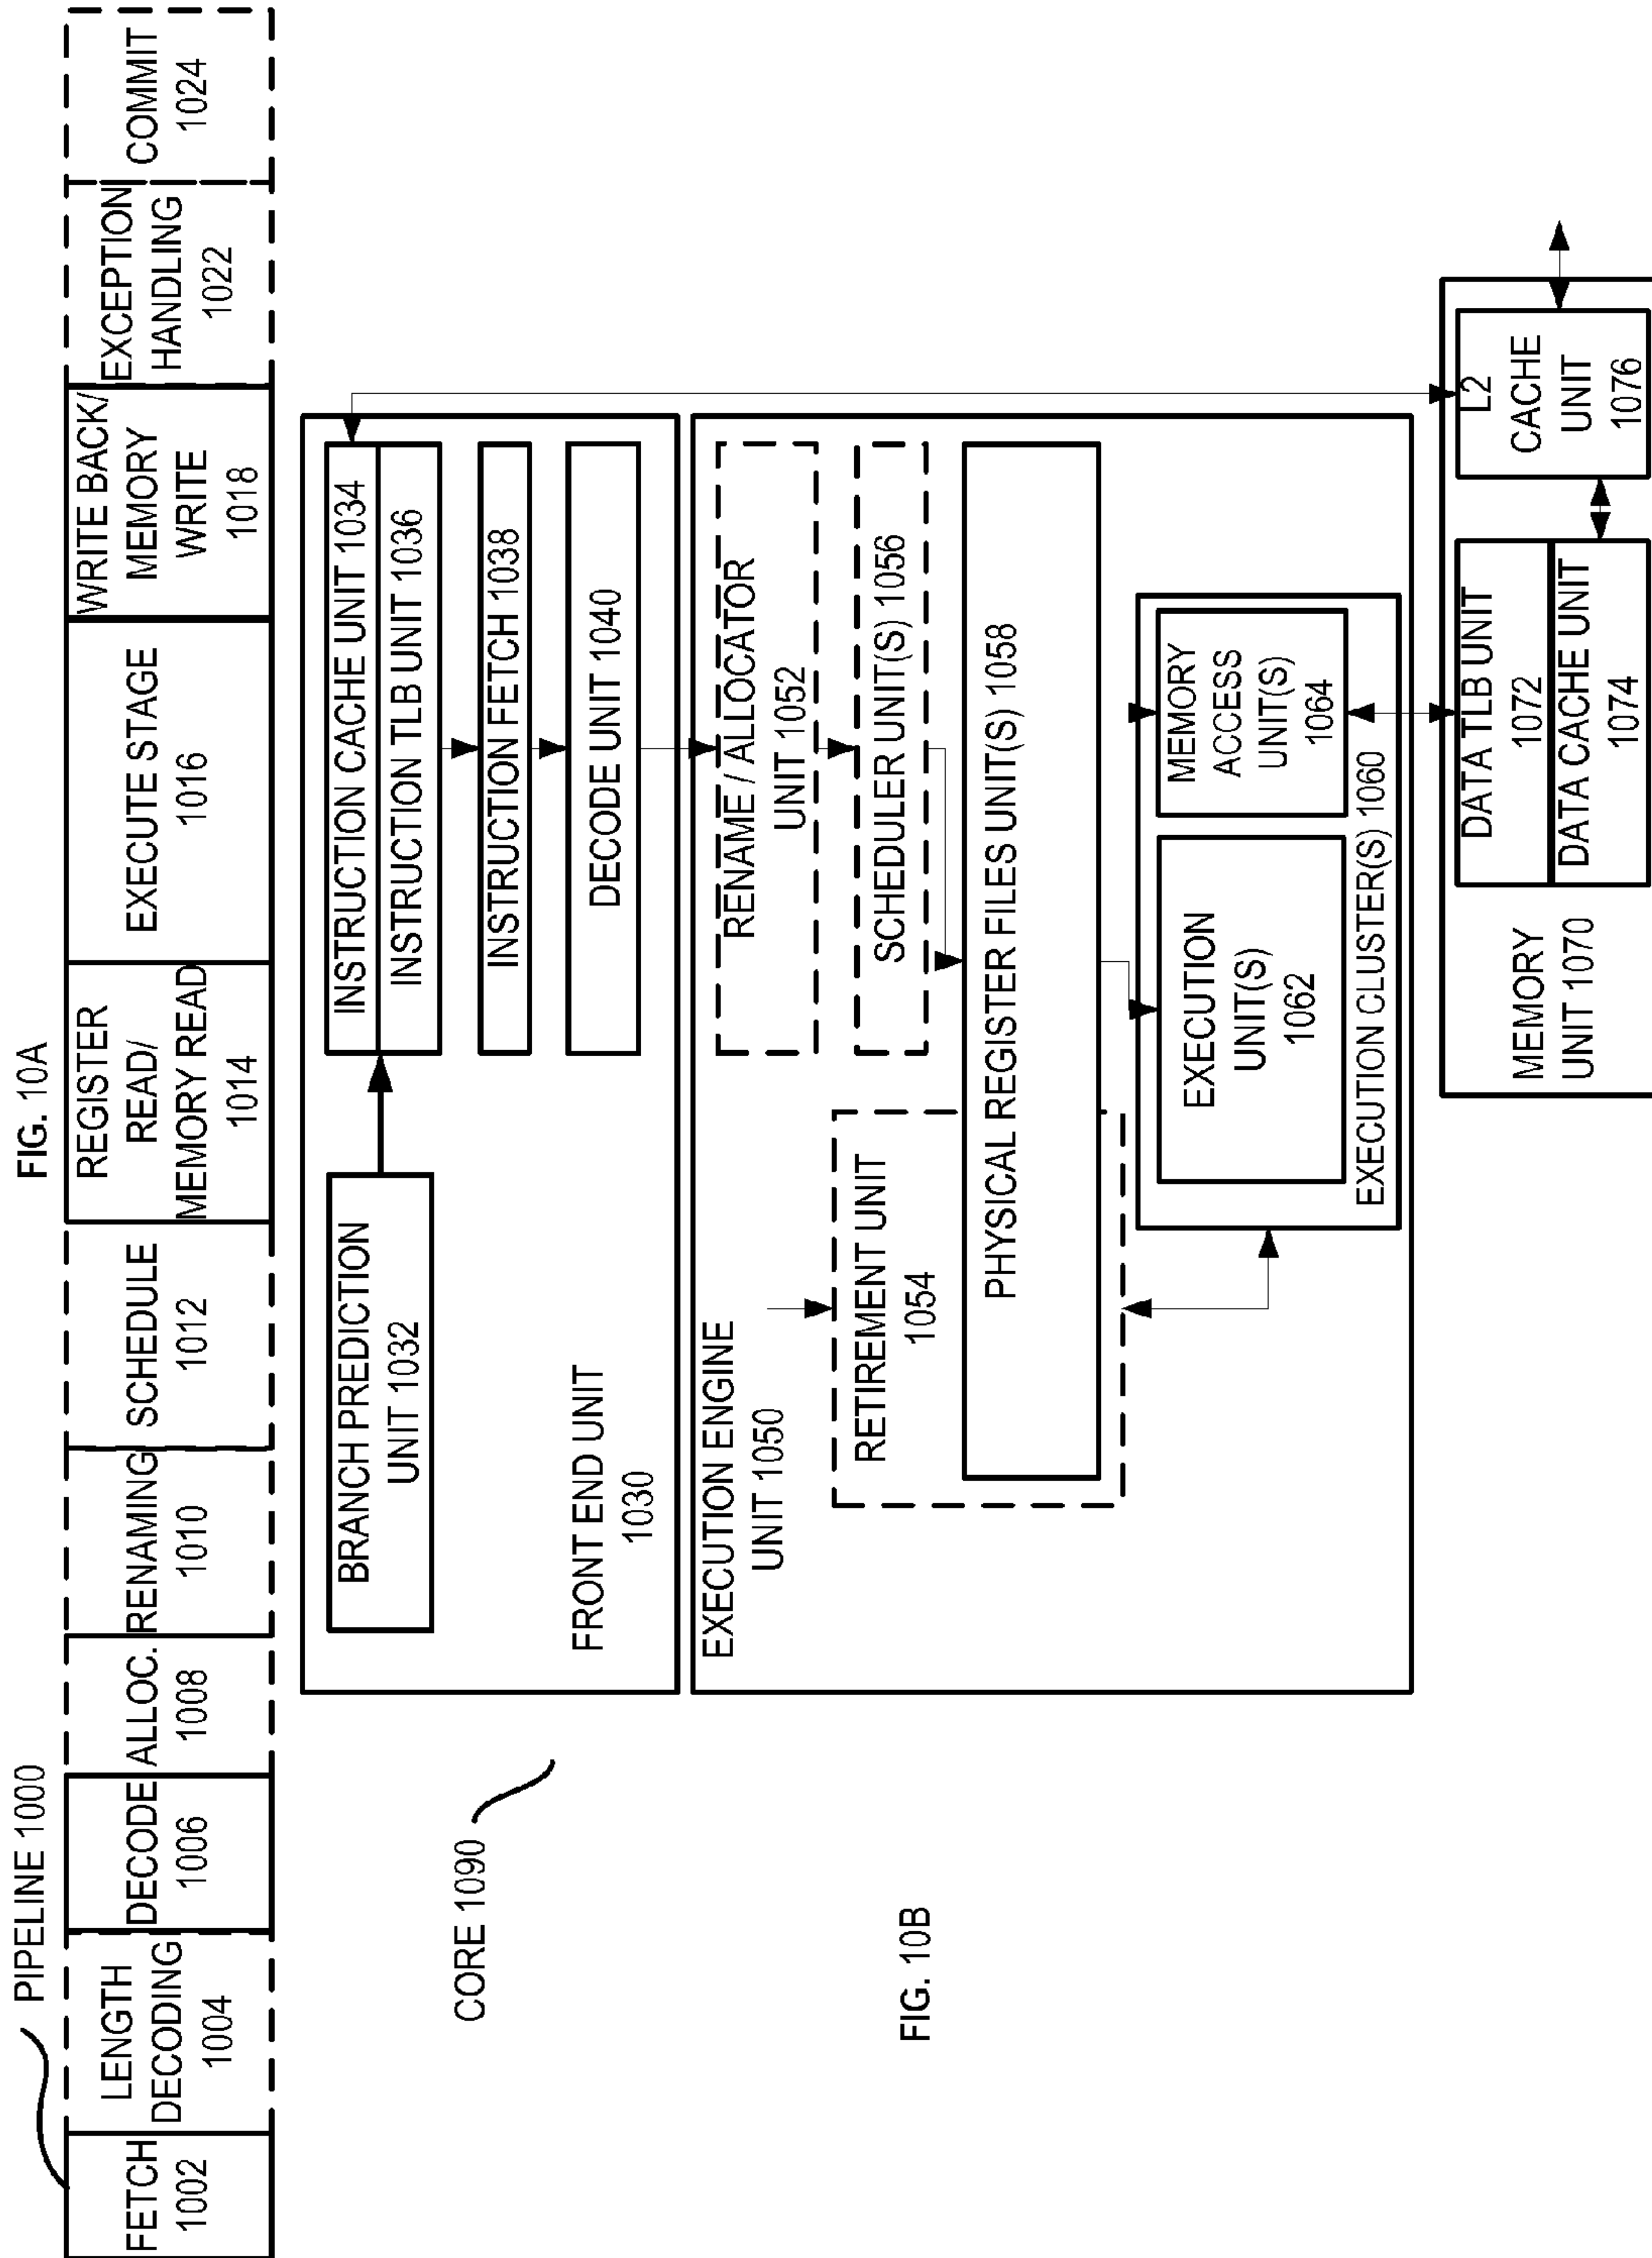 FIG. 10A
PIPELINE 1000
FETCH
1002
LENGTH
DECODING
1004
DECODE
1006
ALLOC.
1008
RENAMING
1010
SCHEDULE
1012
REGISTER
READ/
MEMORY READ
1014
EXECUTE STAGE
1016
WRITE BACK/
MEMORY
WRITE
1018
EXCEPTION
HANDLING
1022
COMMIT
1024
CORE 1090
BRANCH PREDICTION
UNIT 1032
INSTRUCTION CACHE UNIT 1034
INSTRUCTION TLB UNIT 1036
INSTRUCTION FETCH 1038
DECODE UNIT 1040
FRONT END UNIT
1030
EXECUTION ENGINE
UNIT 1050
RENAME / ALLOCATOR
UNIT 1052
SCHEDULER UNIT(S) 1056
RETIREMENT UNIT
1054
PHYSICAL REGISTER FILES UNIT(S) 1058
EXECUTION
UNIT(S)
1062
MEMORY
ACCESS
UNIT(S)
1064
EXECUTION CLUSTER(S) 1060
FIG. 10B
MEMORY
UNIT 1070
DATA TLB UNIT
1072
DATA CACHE UNIT
1074
L2
CACHE
UNIT
1076